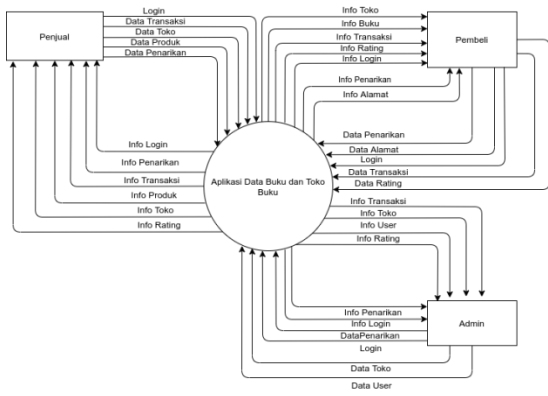 Login
Data Transaksi
Data Toko
Data Produk
Data Penarikan
Penjual
Info Toko
Info Buku
Info Transaksi
Info Rating
Info Login
Info Penarikan
Info Alamat
Pembeli
Data Penarikan
Data Alamat
Login
Data Transaksi
Data Rating
Info Login
Info Penarikan
Info Transaksi
Info Produk
Info Toko
Info Rating
Aplikasi Data Buku dan Toko
Buku
Info Transaksi
Info Toko
Info User
Info Rating
Info Penarikan
Info Login
DataPenarikan
Login
Data Toko
Data User
Admin